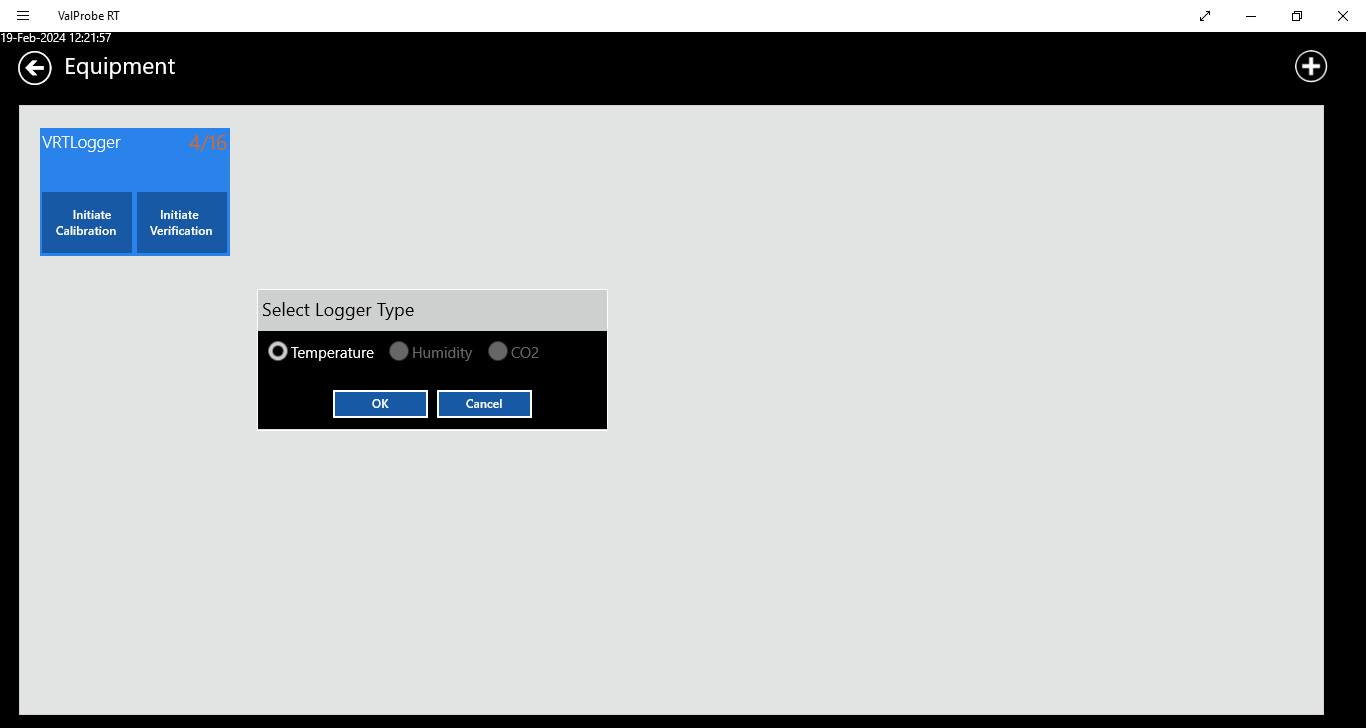 ValProbe RT
19-Feb-2024 12:21:57
Equipment
VRTLogger 4/16
Initiate
Calibration
Initiate
Verification
Select Logger Type
Temperature Humidity CO2
OK Cancel